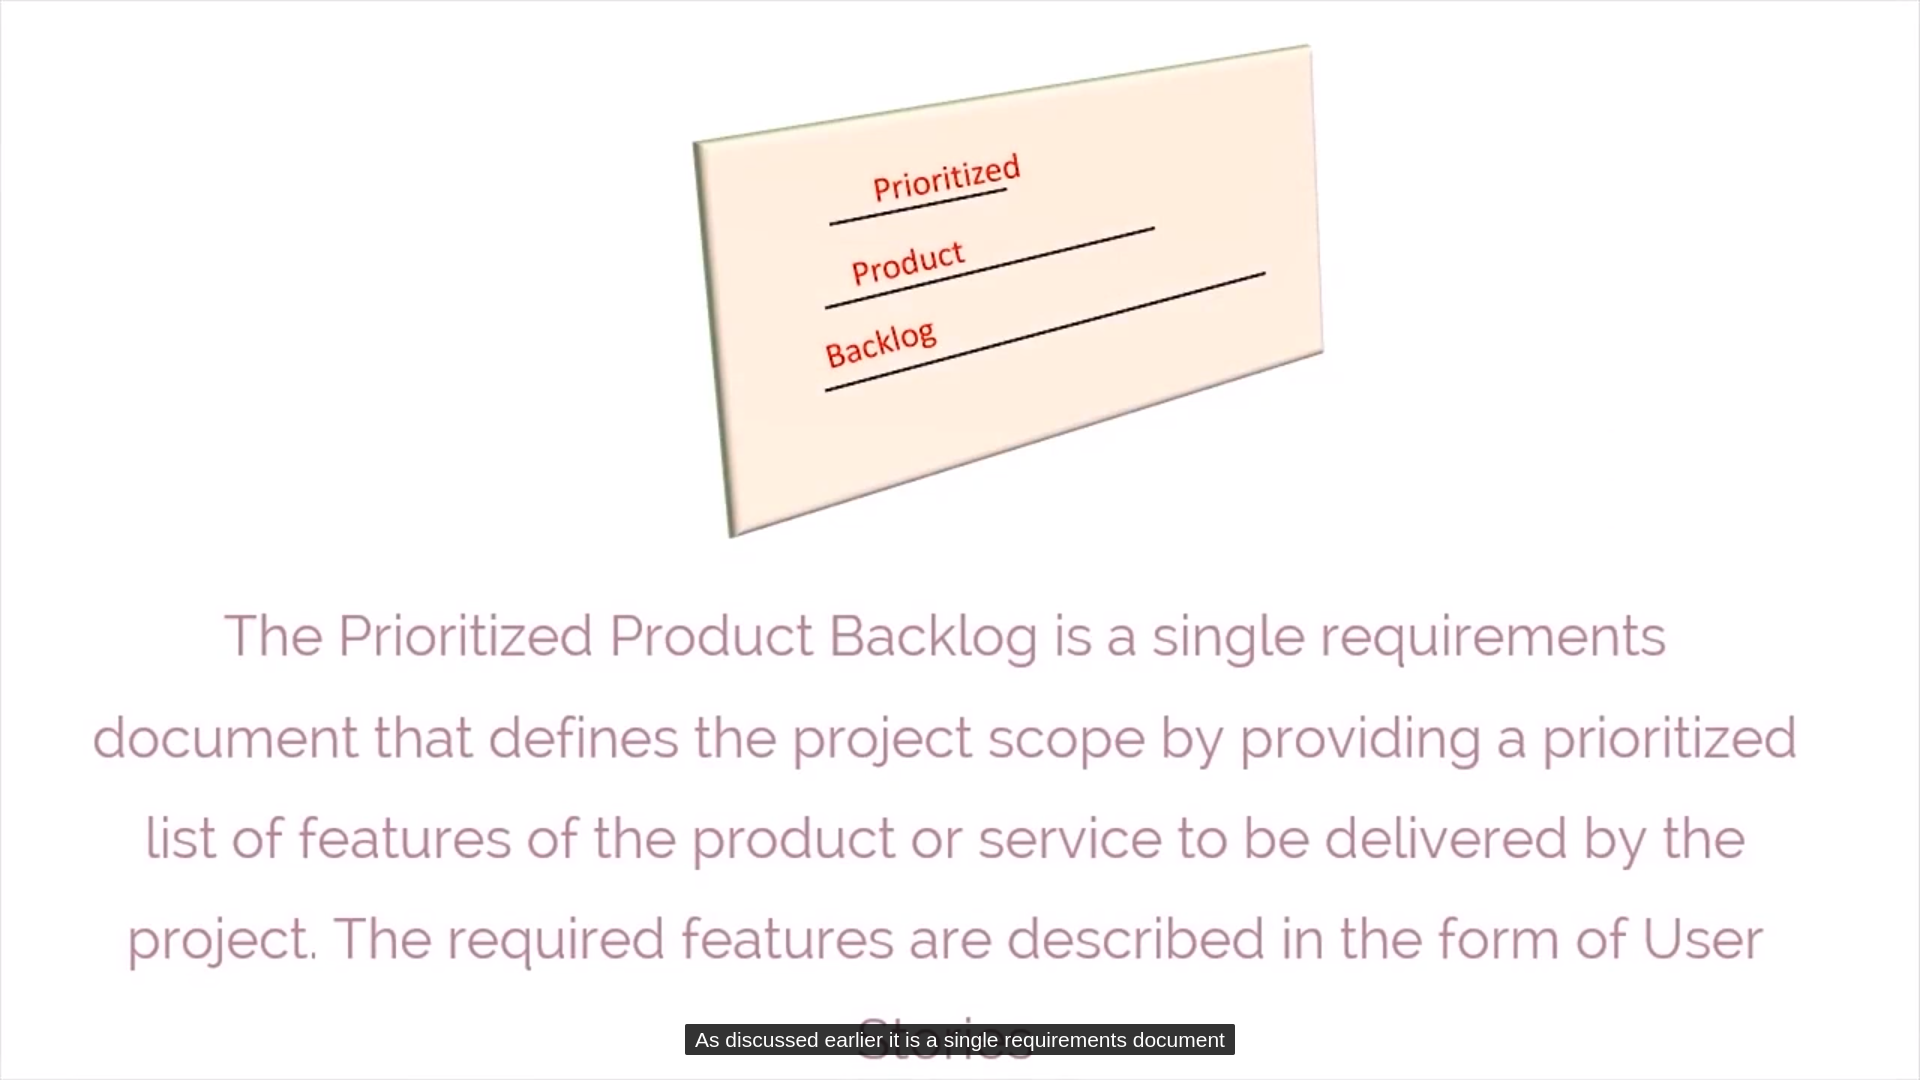 Prioritized
Product
Backlog
The Prioritized Product Backlog is a single requirements
document that defines the project scope by providing a prioritized
list of features of the product or service to be delivered by the
project. The required features are described in the form of User
Stories
As discussed earlier it is a single requirements document